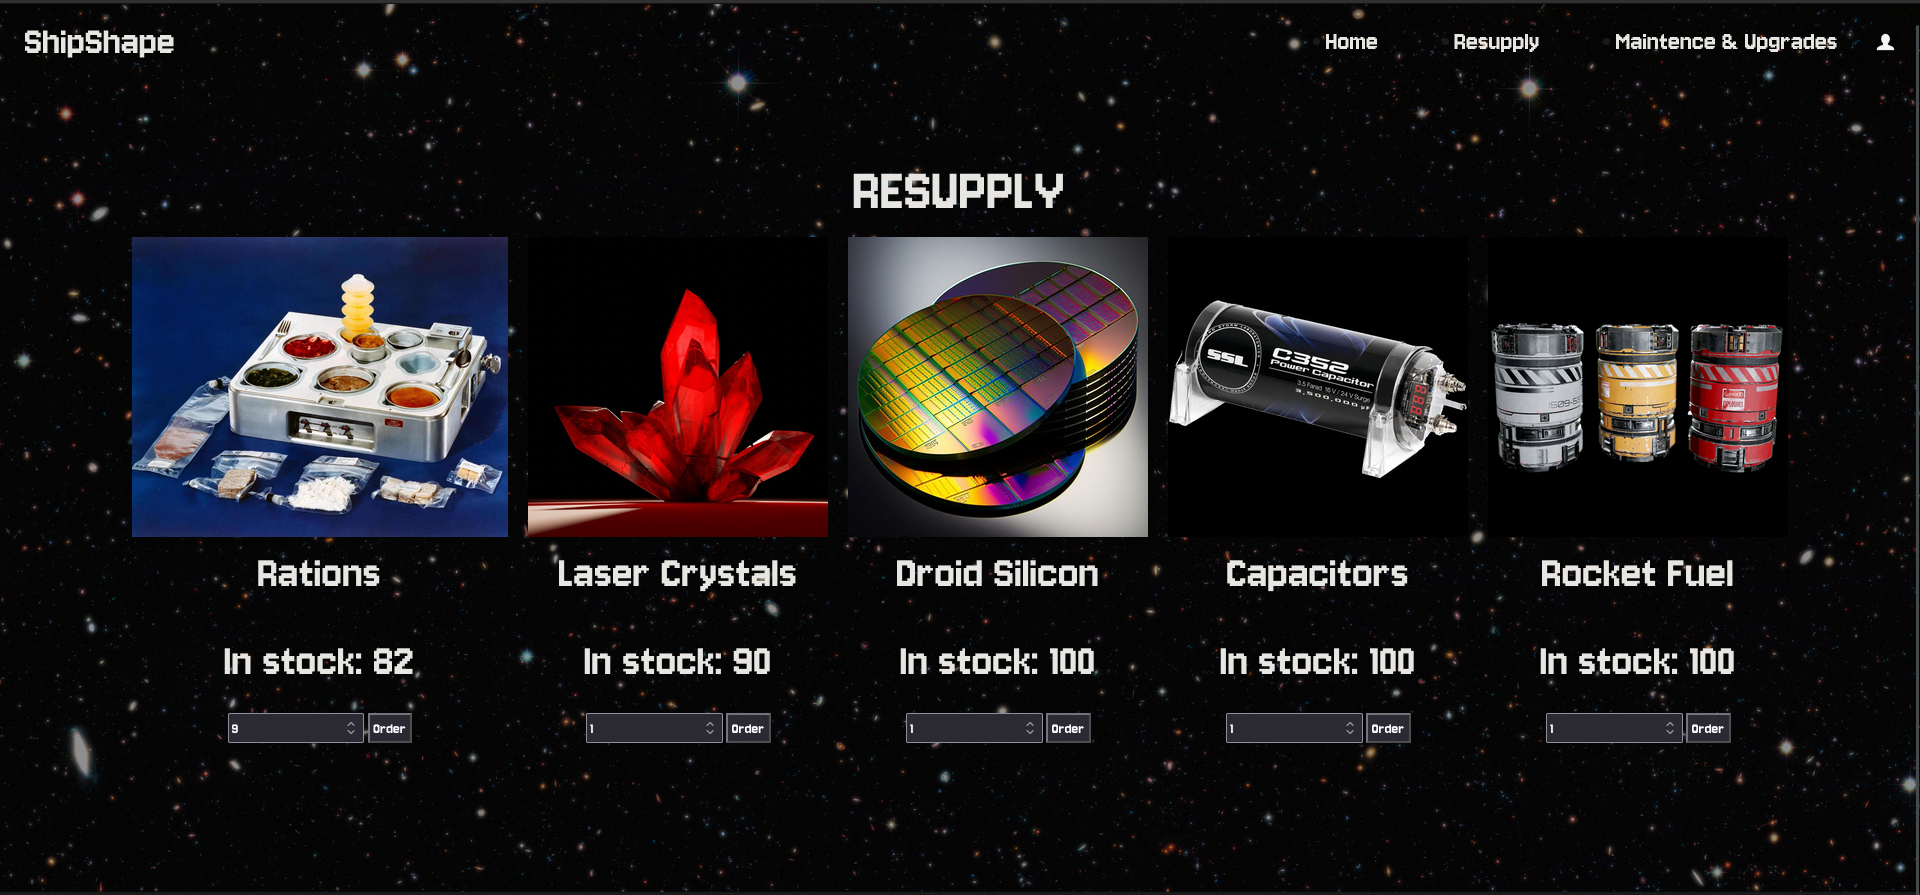 ShipShape
Home
Resupply
Maintence & Upgrades
RESUPPLY
SSL
C352
Power Capacitor
3.5 Farad, 16 V / 24 V Surge
3,500,000 µF
Rations
Laser Crystals
Droid Silicon
Capacitors
Rocket Fuel
In stock: 82
In stock: 90
In stock: 100
In stock: 100
In stock: 100
9
Order
1
Order
1
Order
1
Order
1
Order